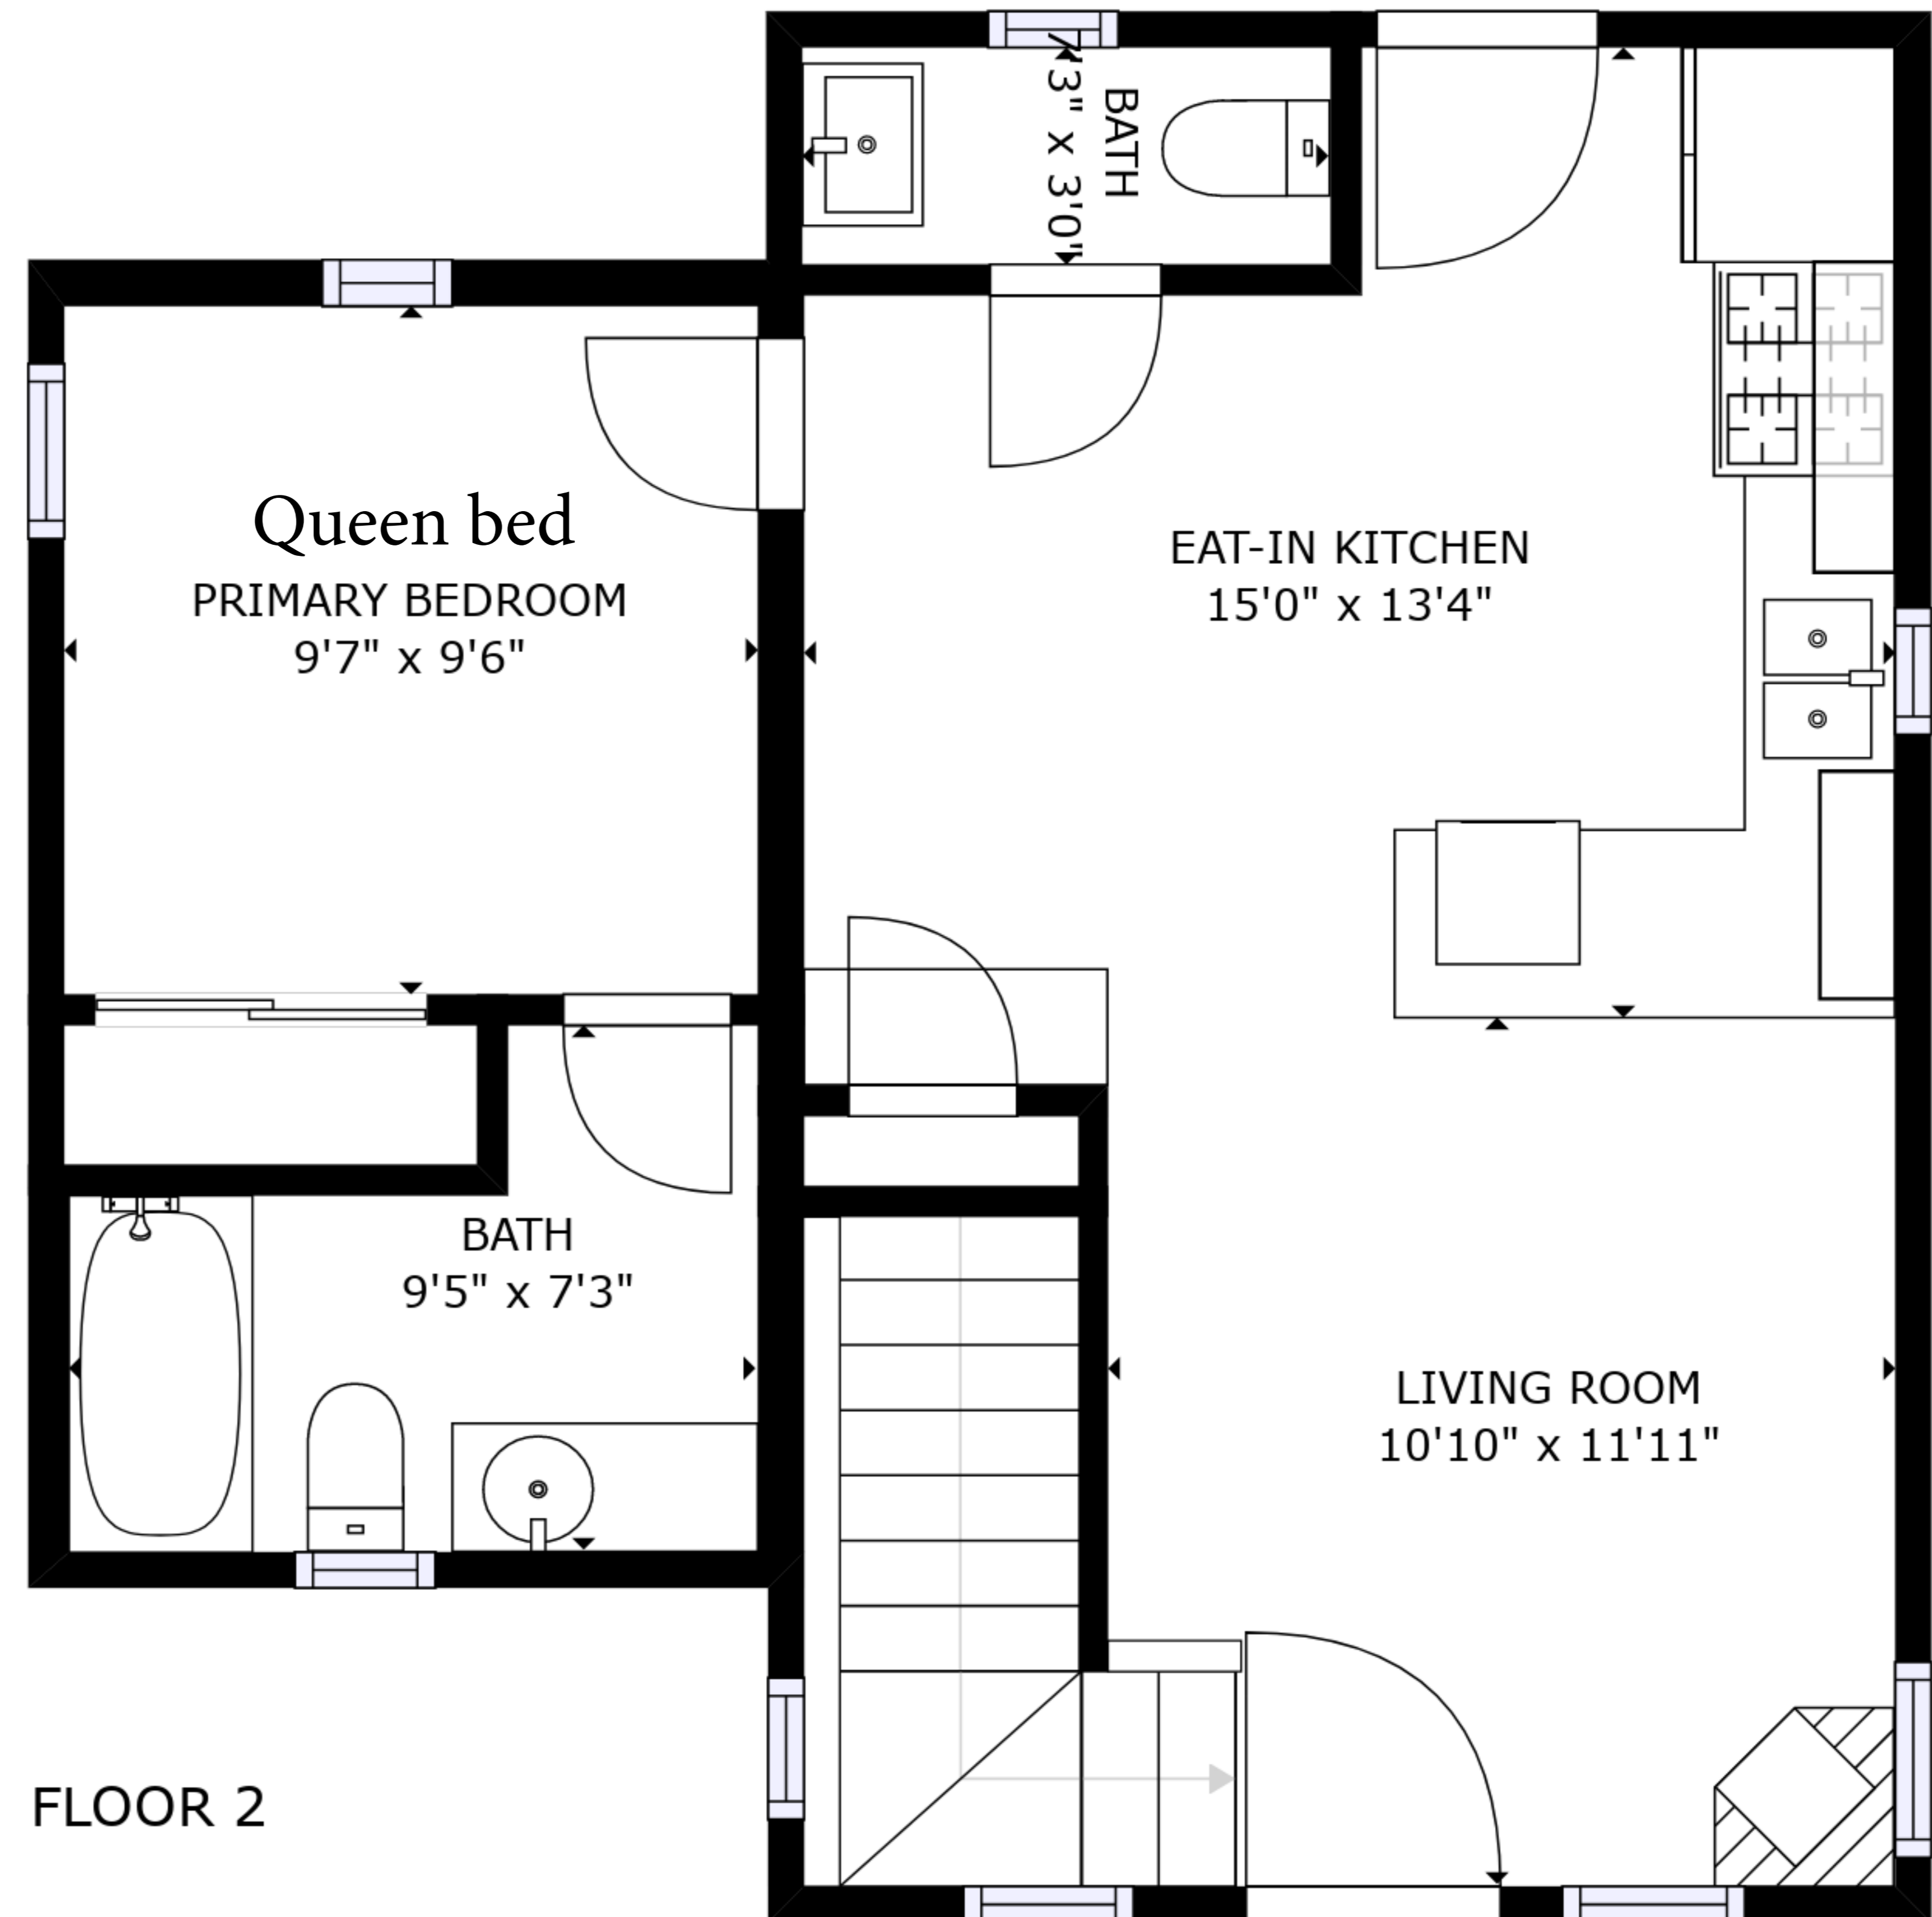 BATH
7'3" x 3'0"
Queen bed
PRIMARY BEDROOM
9'7" x 9'6"
EAT-IN KITCHEN
15'0" x 13'4"
BATH
9'5" x 7'3"
LIVING ROOM
10'10" x 11'11"
FLOOR 2